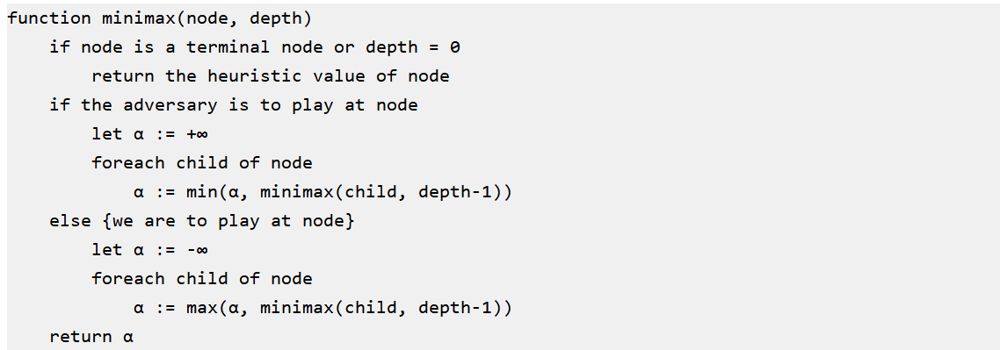 function minimax(node, depth)
    if node is a terminal node or depth = 0
        return the heuristic value of node
    if the adversary is to play at node
        let α := +∞
        foreach child of node
            α := min(α, minimax(child, depth-1))
    else {we are to play at node}
        let α := -∞
        foreach child of node
            α := max(α, minimax(child, depth-1))
    return α